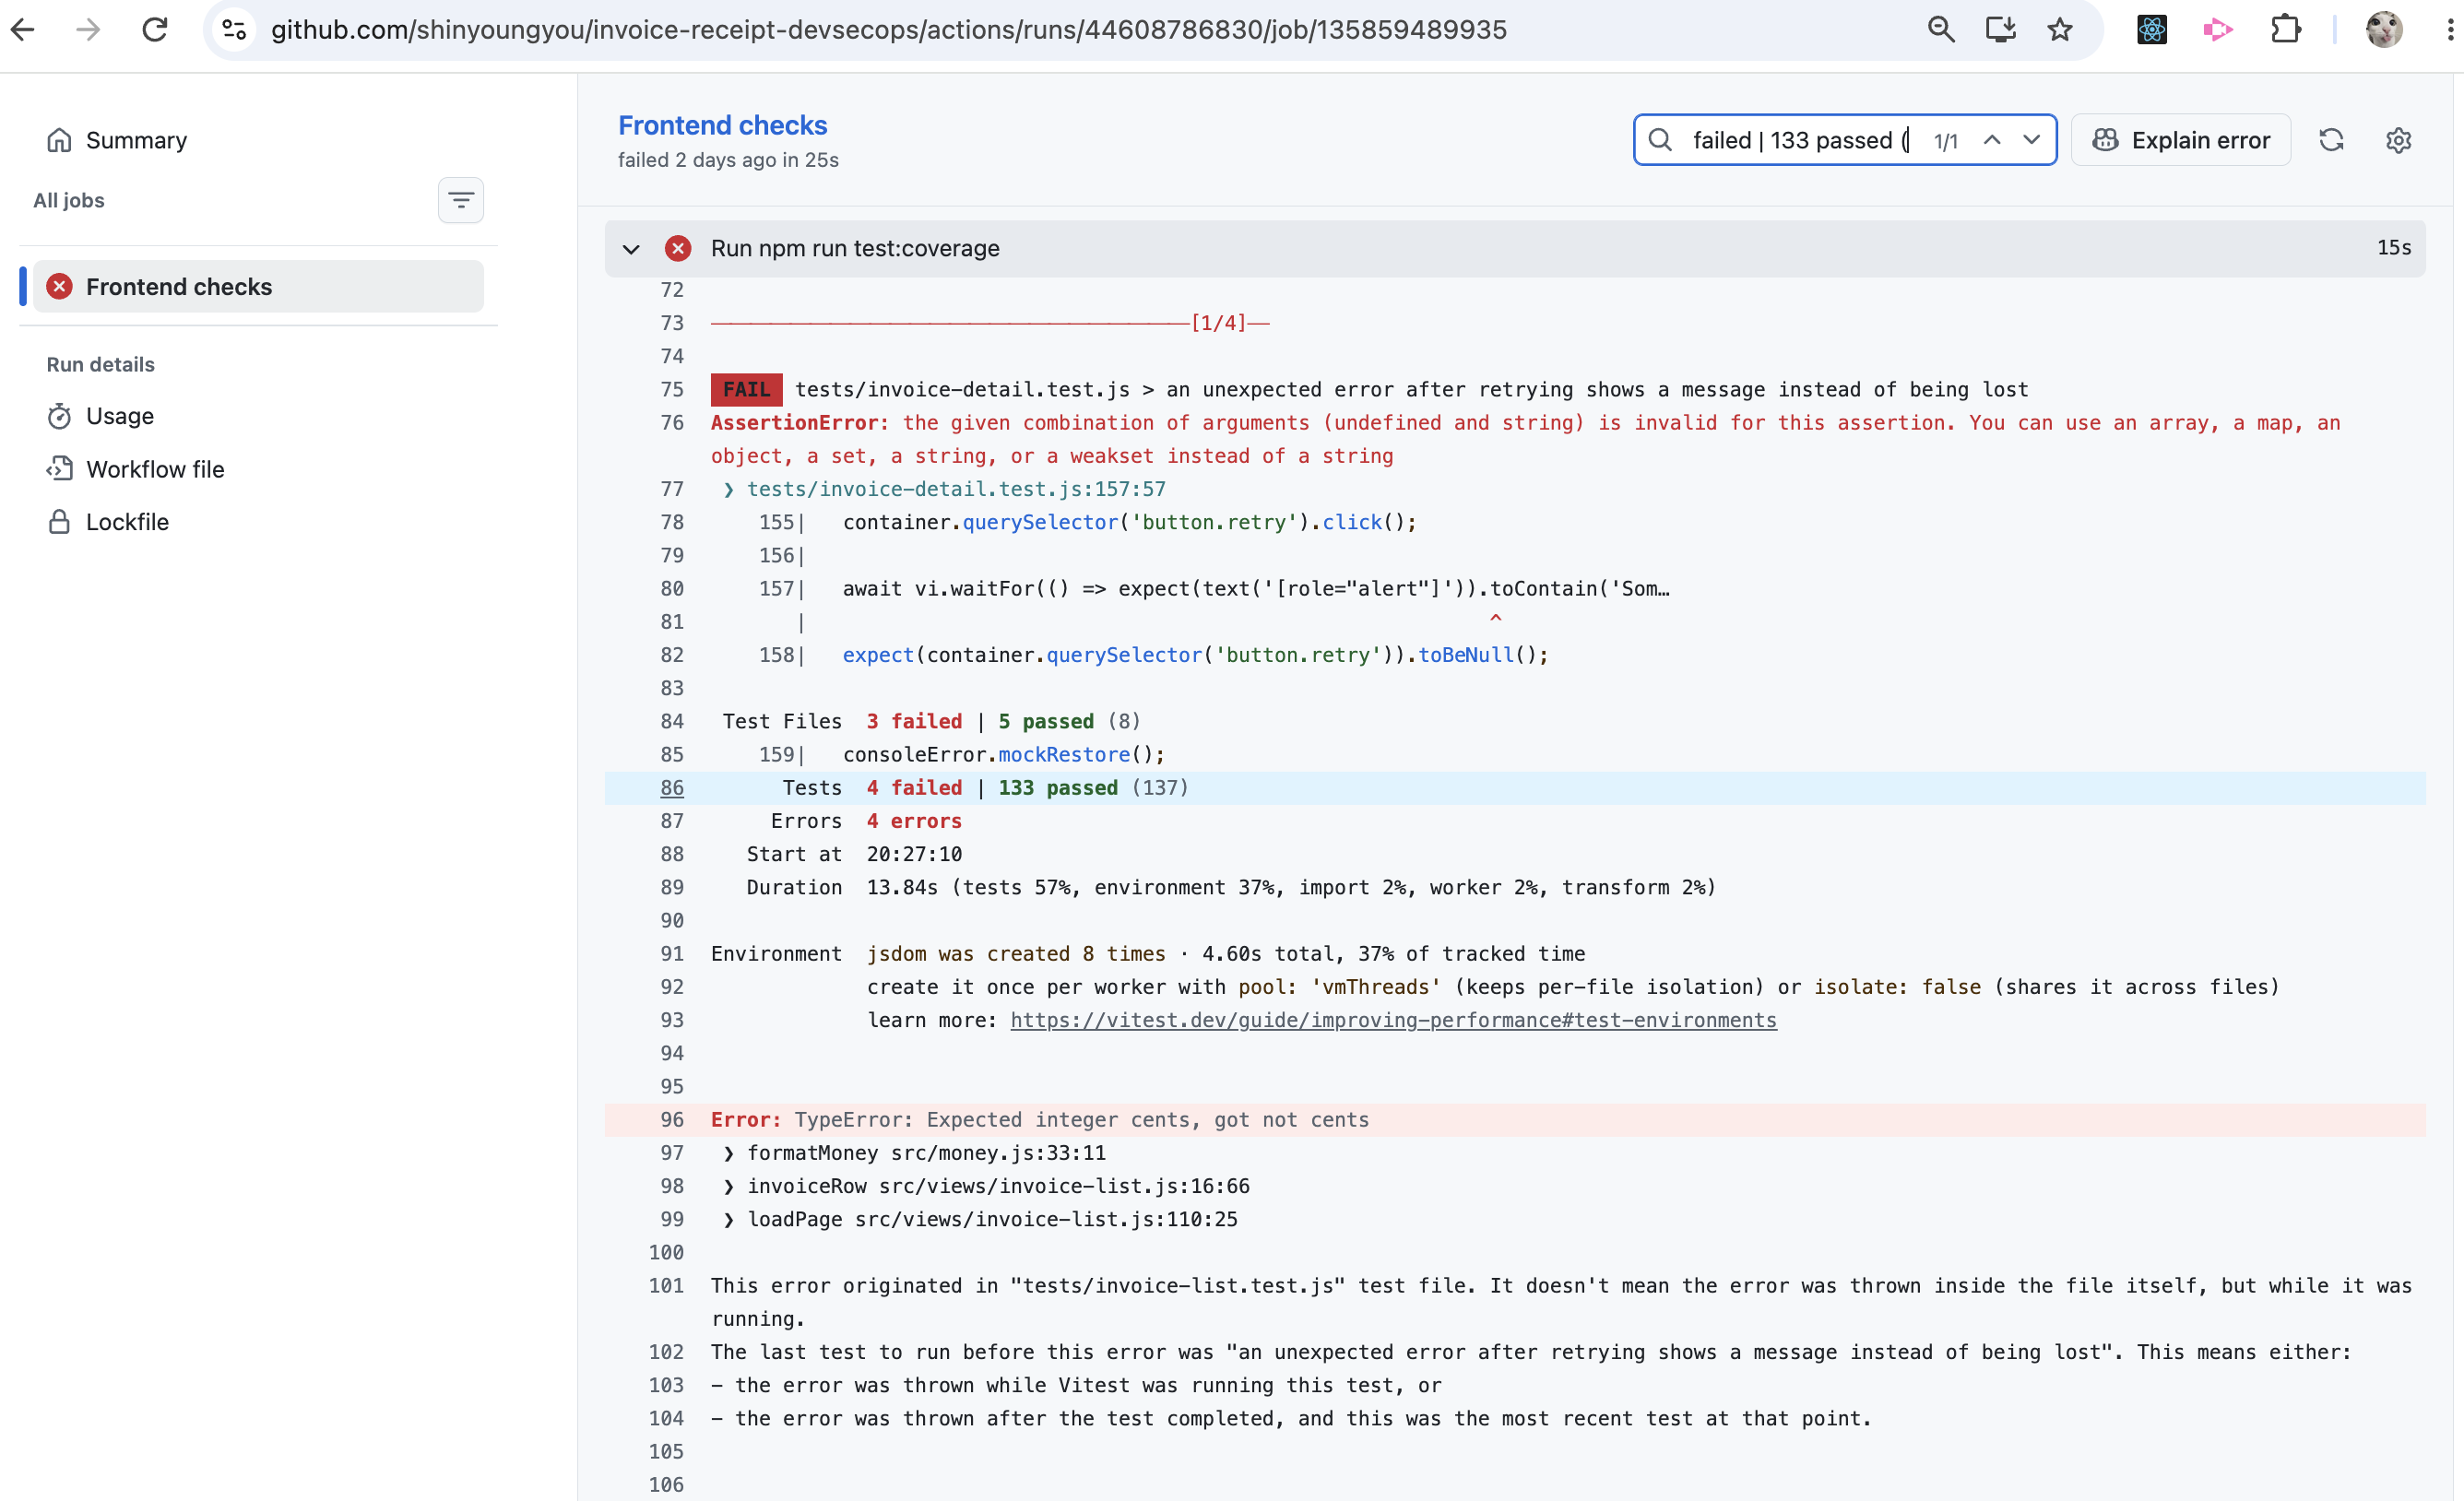 github.com/shinyoungyou/invoice-receipt-devsecops/actions/runs/44608786830/job/135859489935
Summary
All jobs
Frontend checks
Run details
Usage
Workflow file
Lockfile
Frontend checks
failed 2 days ago in 25s
failed | 133 passed (
1/1
Explain error
Run npm run test:coverage
15s
72
73 ————————————————————————————————————————[1/4]—
74
75 FAIL tests/invoice-detail.test.js > an unexpected error after retrying shows a message instead of being lost
76 AssertionError: the given combination of arguments (undefined and string) is invalid for this assertion. You can use an array, a map, an
object, a set, a string, or a weakset instead of a string
77 ❯ tests/invoice-detail.test.js:157:57
78 155| container.querySelector('button.retry').click();
79 156|
80 157| await vi.waitFor(() => expect(text('[role="alert"]')).toContain('Som…
81 | ^
82 158| expect(container.querySelector('button.retry')).toBeNull();
83
84 Test Files 3 failed | 5 passed (8)
85 159| consoleError.mockRestore();
86 Tests 4 failed | 133 passed (137)
87 Errors 4 errors
88 Start at 20:27:10
89 Duration 13.84s (tests 57%, environment 37%, import 2%, worker 2%, transform 2%)
90
91 Environment jsdom was created 8 times · 4.60s total, 37% of tracked time
92 create it once per worker with pool: 'vmThreads' (keeps per-file isolation) or isolate: false (shares it across files)
93 learn more: https://vitest.dev/guide/improving-performance#test-environments
94
95
96 Error: TypeError: Expected integer cents, got not cents
97 ❯ formatMoney src/money.js:33:11
98 ❯ invoiceRow src/views/invoice-list.js:16:66
99 ❯ loadPage src/views/invoice-list.js:110:25
100
101 This error originated in "tests/invoice-list.test.js" test file. It doesn't mean the error was thrown inside the file itself, but while it was
running.
102 The last test to run before this error was "an unexpected error after retrying shows a message instead of being lost". This means either:
103 – the error was thrown while Vitest was running this test, or
104 – the error was thrown after the test completed, and this was the most recent test at that point.
105
106